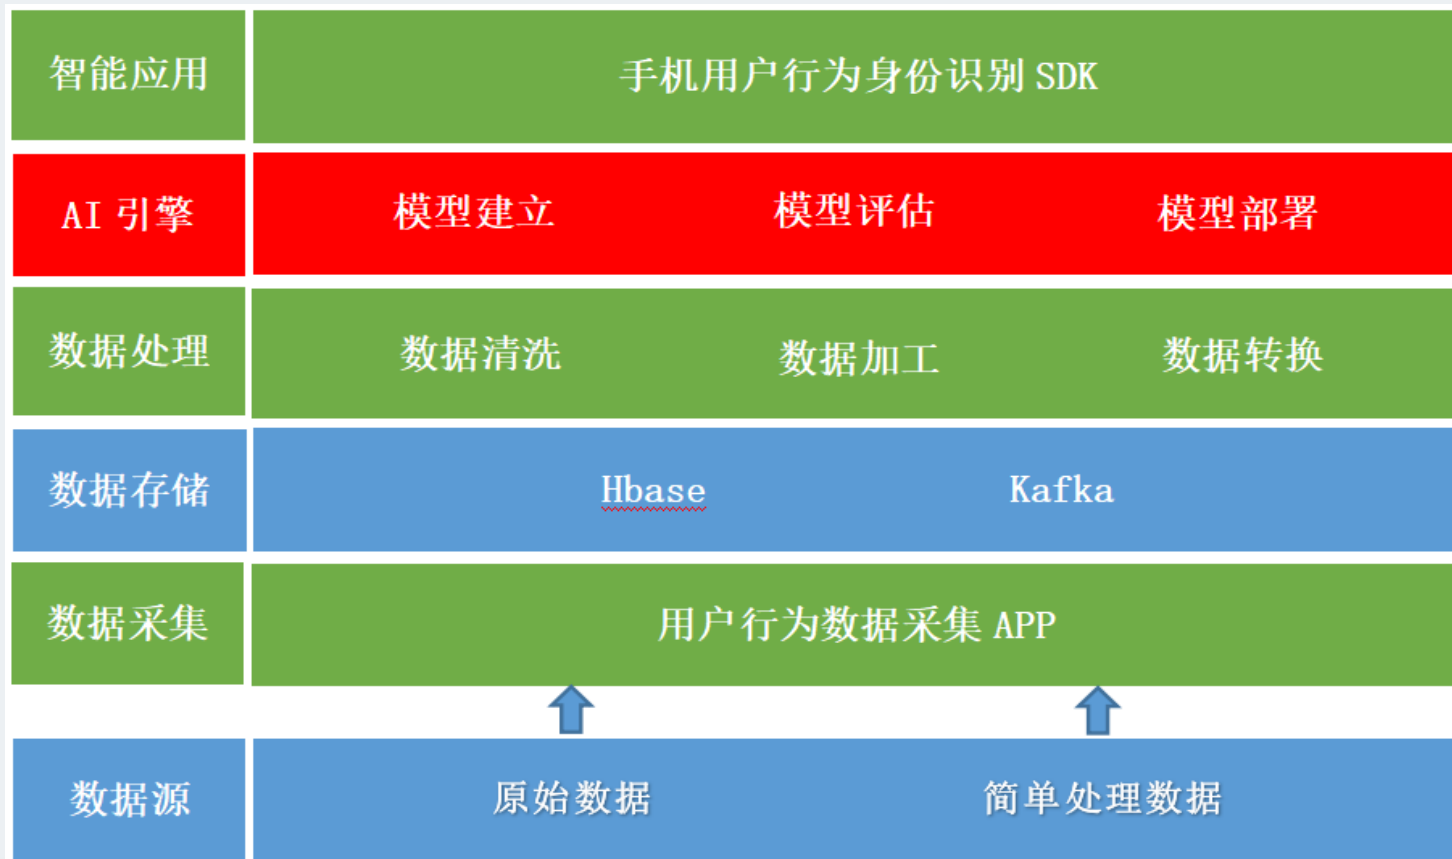 智能应用 手机用户行为身份识别 SDK
AI 引擎 模型建立 模型评估 模型部署
数据处理 数据清洗 数据加工 数据转换
数据存储 Hbase Kafka
数据采集 用户行为数据采集 APP
数据源 原始数据 简单处理数据